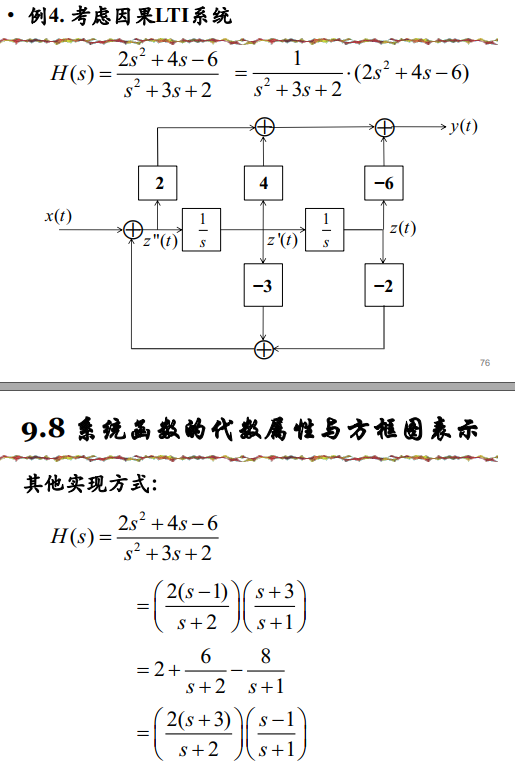 • 例4. 考虑因果LTI系统
H(s) = \frac{2s^2+4s-6}{s^2+3s+2} = \frac{1}{s^2+3s+2}·(2s^2+4s-6)
y(t)
2 4 −6
x(t)
z''(t) \frac{1}{s} z'(t) \frac{1}{s} z(t)
−3 −2
76
9.8 系统函数的代数属性与方框图表示
其他实现方式：
H(s) = \frac{2s^2+4s-6}{s^2+3s+2}
= \left(\frac{2(s-1)}{s+2}\right)\left(\frac{s+3}{s+1}\right)
= 2+\frac{6}{s+2}-\frac{8}{s+1}
= \left(\frac{2(s+3)}{s+2}\right)\left(\frac{s-1}{s+1}\right)